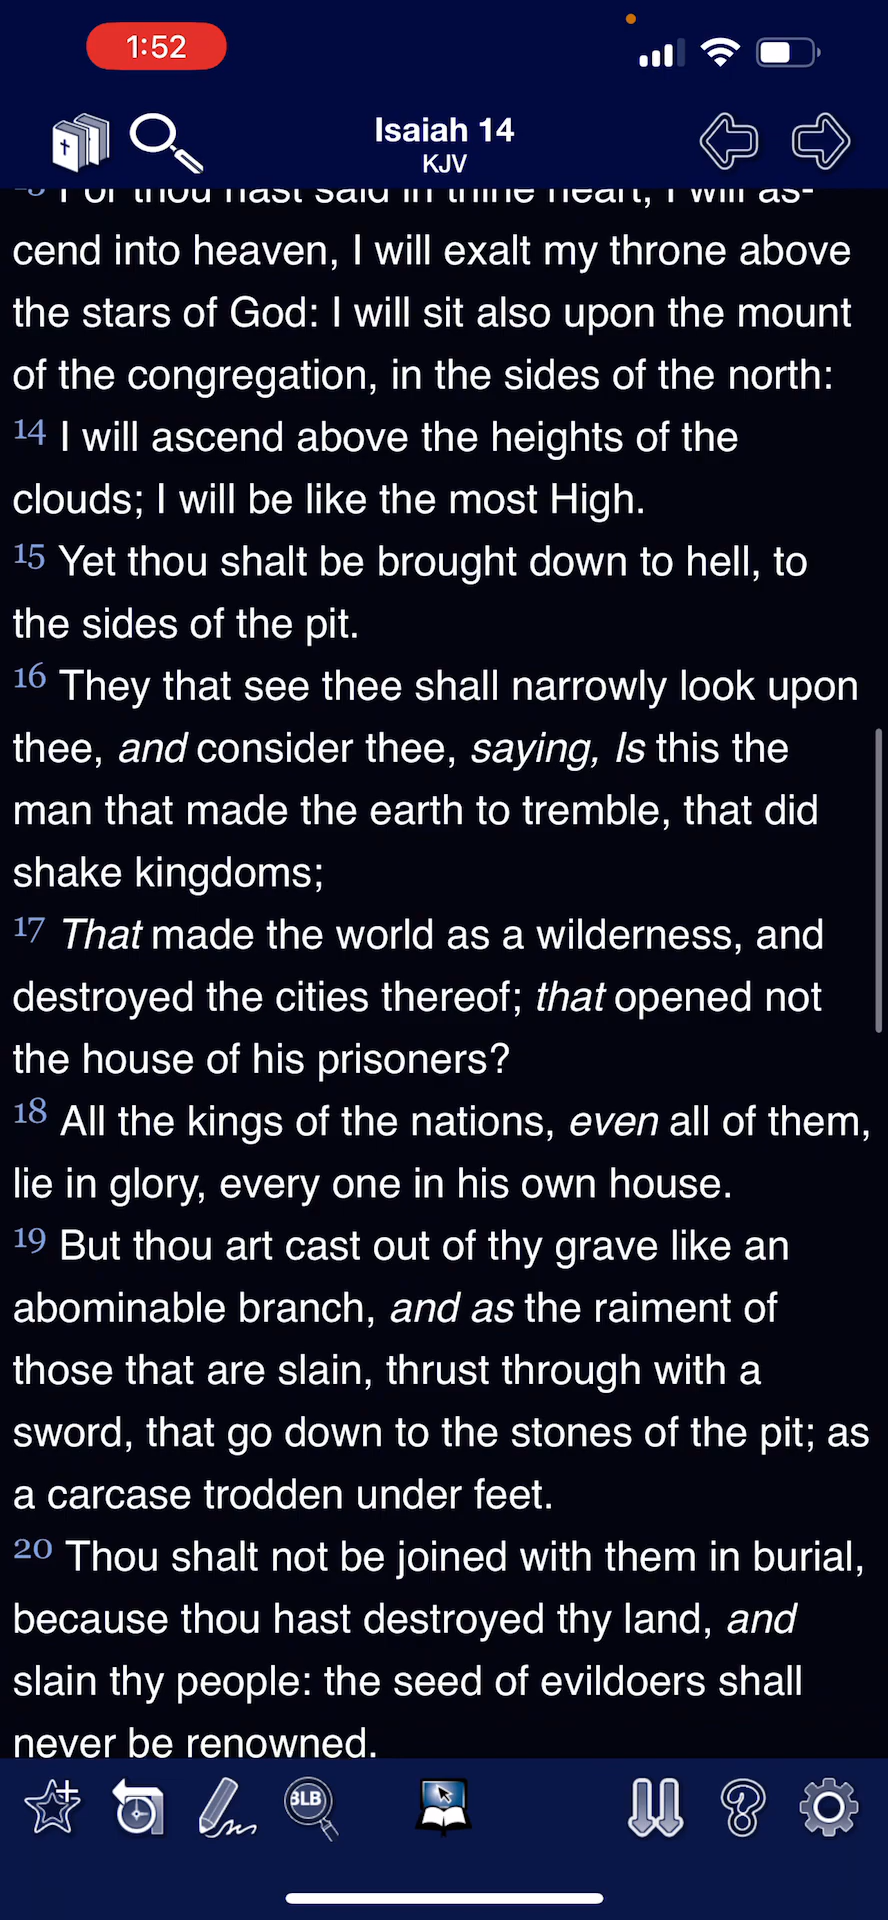 1:52
Isaiah 14
KJV
For thou hast said in thine heart, I will as-
cend into heaven, I will exalt my throne above
the stars of God: I will sit also upon the mount
of the congregation, in the sides of the north:
14 I will ascend above the heights of the
clouds; I will be like the most High.
15 Yet thou shalt be brought down to hell, to
the sides of the pit.
16 They that see thee shall narrowly look upon
thee, and consider thee, saying, Is this the
man that made the earth to tremble, that did
shake kingdoms;
17 That made the world as a wilderness, and
destroyed the cities thereof; that opened not
the house of his prisoners?
18 All the kings of the nations, even all of them,
lie in glory, every one in his own house.
19 But thou art cast out of thy grave like an
abominable branch, and as the raiment of
those that are slain, thrust through with a
sword, that go down to the stones of the pit; as
a carcase trodden under feet.
20 Thou shalt not be joined with them in burial,
because thou hast destroyed thy land, and
slain thy people: the seed of evildoers shall
never be renowned.
BLB